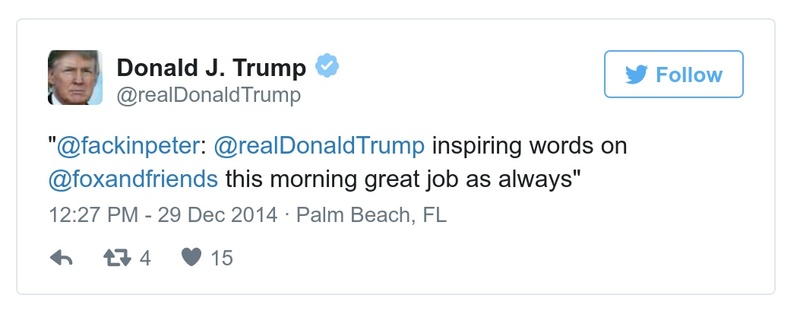 Donald J. Trump
@realDonaldTrump
Follow
"@fackinpeter: @realDonaldTrump inspiring words on
@foxandfriends this morning great job as always"
12:27 PM - 29 Dec 2014 · Palm Beach, FL
4 15